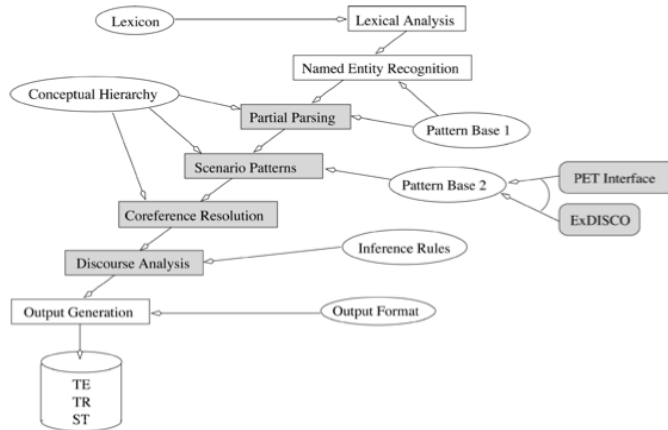 Lexicon
Lexical Analysis
Named Entity Recognition
Conceptual Hierarchy
Partial Parsing
Pattern Base 1
Scenario Patterns
Pattern Base 2
PET Interface
Coreference Resolution
ExDISCO
Discourse Analysis
Inference Rules
Output Generation
Output Format
TE
TR
ST